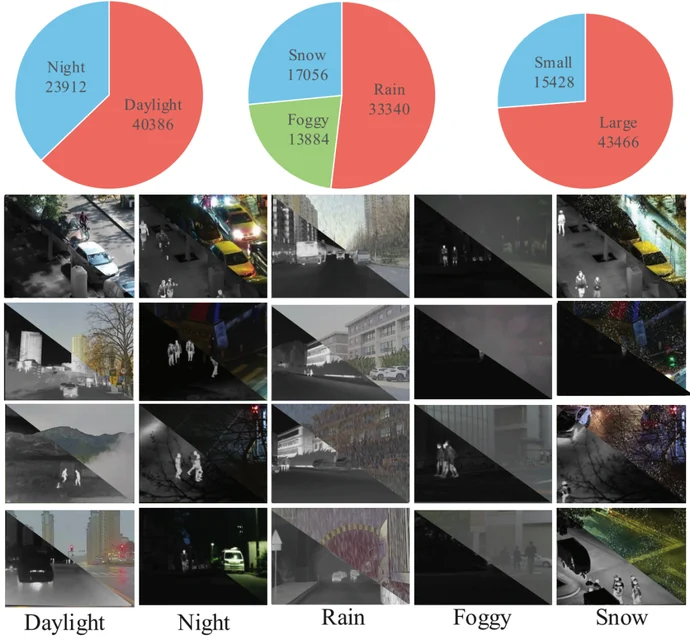 Night
23912
Daylight
40386
Snow
17056
Rain
33340
Foggy
13884
Small
15428
Large
43466
Daylight
Night
Rain
Foggy
Snow